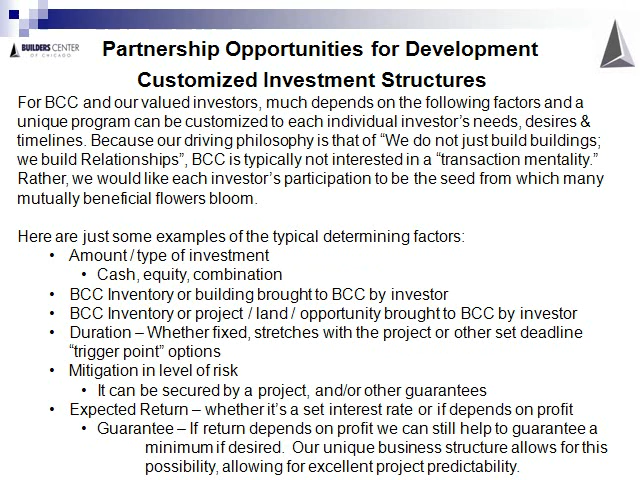 BUILDERS CENTER
OF CHICAGO
Partnership Opportunities for Development
Customized Investment Structures
For BCC and our valued investors, much depends on the following factors and a
unique program can be customized to each individual investor’s needs, desires &
timelines. Because our driving philosophy is that of “We do not just build buildings;
we build Relationships”, BCC is typically not interested in a “transaction mentality.”
Rather, we would like each investor’s participation to be the seed from which many
mutually beneficial flowers bloom.
Here are just some examples of the typical determining factors:
• Amount / type of investment
• Cash, equity, combination
• BCC Inventory or building brought to BCC by investor
• BCC Inventory or project / land / opportunity brought to BCC by investor
• Duration – Whether fixed, stretches with the project or other set deadline
“trigger point” options
• Mitigation in level of risk
• It can be secured by a project, and/or other guarantees
• Expected Return – whether it’s a set interest rate or if depends on profit
• Guarantee – If return depends on profit we can still help to guarantee a
minimum if desired. Our unique business structure allows for this
possibility, allowing for excellent project predictability.